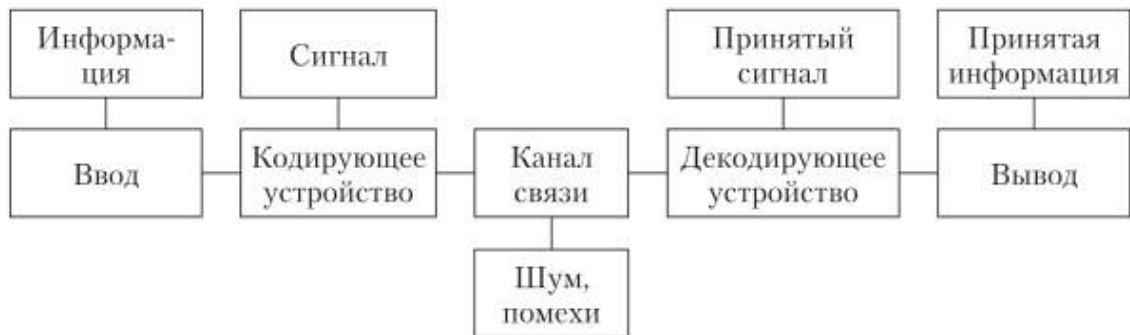 Информа-
ция
Сигнал
Принятый
сигнал
Принятая
информация
Ввод
Кодирующее
устройство
Канал
связи
Декодирующее
устройство
Вывод
Шум,
помехи